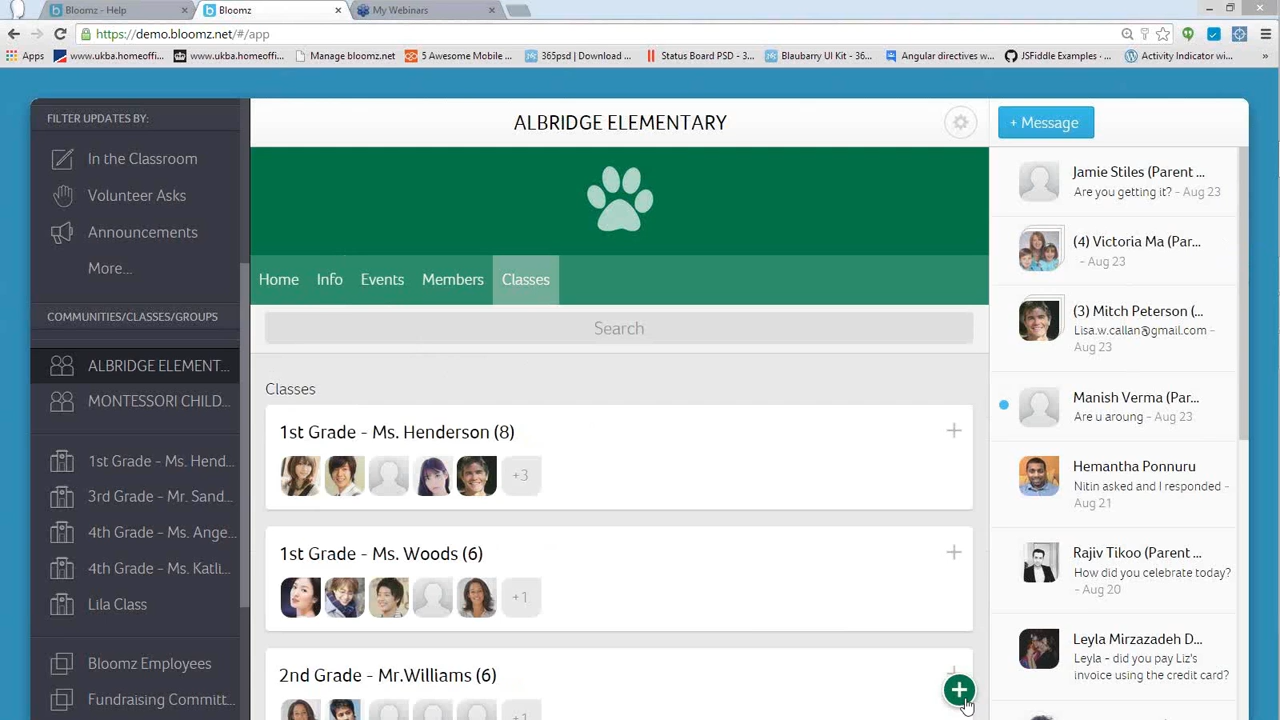 Bloomz - Help
Bloomz
My Webinars
https://demo.bloomz.net/#/app
Apps
www.ukba.homeoffi...
www.ukba.homeoffi...
Manage bloomz.net
5 Awesome Mobile ...
365psd | Download ...
Status Board PSD - 3...
Blaubarry UI Kit - 36...
Angular directives w...
JSFiddle Examples · ...
Activity Indicator wi...
»
FILTER UPDATES BY:
In the Classroom
Volunteer Asks
Announcements
More...
COMMUNITIES/CLASSES/GROUPS
ALBRIDGE ELEMENT...
MONTESSORI CHILD...
1st Grade - Ms. Hend...
3rd Grade - Mr. Sand...
4th Grade - Ms. Ange...
4th Grade - Ms. Katli...
Lila Class
Bloomz Employees
Fundraising Committ...
ALBRIDGE ELEMENTARY
Home Info Events Members Classes
Search
Classes
1st Grade - Ms. Henderson (8)
+3
1st Grade - Ms. Woods (6)
+1
2nd Grade - Mr.Williams (6)
+1
+ Message
Jamie Stiles (Parent ...
Are you getting it? - Aug 23
(4) Victoria Ma (Par...
- Aug 23
(3) Mitch Peterson (...
Lisa.w.callan@gmail.com -
Aug 23
Manish Verma (Par...
Are u aroung - Aug 23
Hemantha Ponnuru
Nitin asked and I responded -
Aug 21
Rajiv Tikoo (Parent ...
How did you celebrate today?
- Aug 20
Leyla Mirzazadeh D...
Leyla - did you pay Liz's
invoice using the credit card?